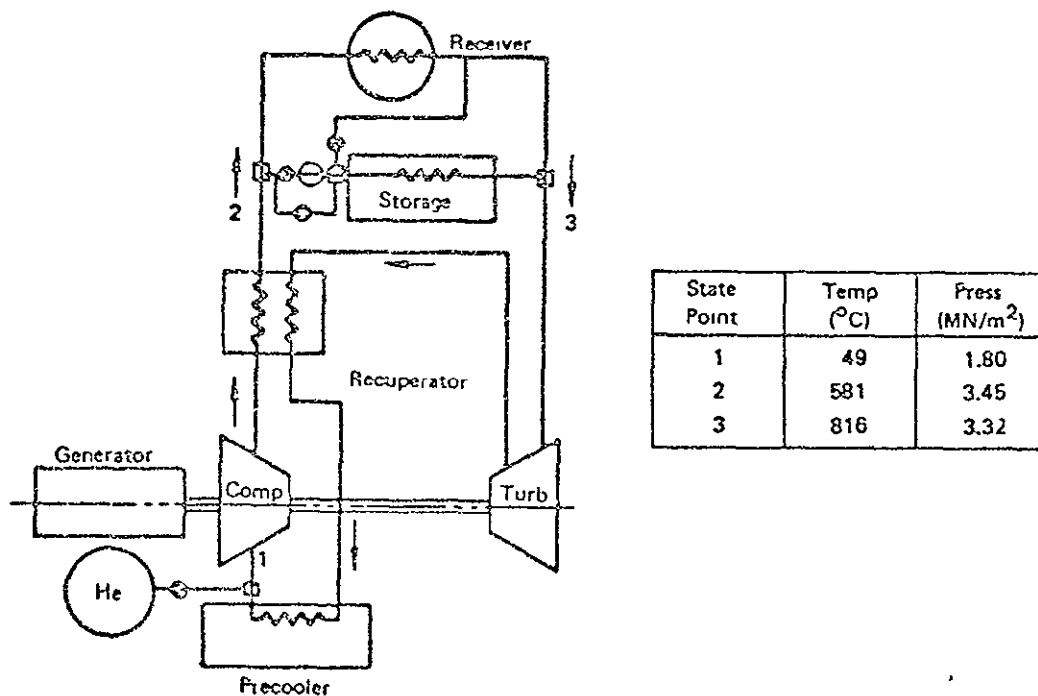 Receiver
Storage
2
3
Recuperator
Generator
Comp
Turb
1
He
Precooler
State Point
Temp (°C)
Press (MN/m²)
1 49 1.80
2 581 3.45
3 816 3.32